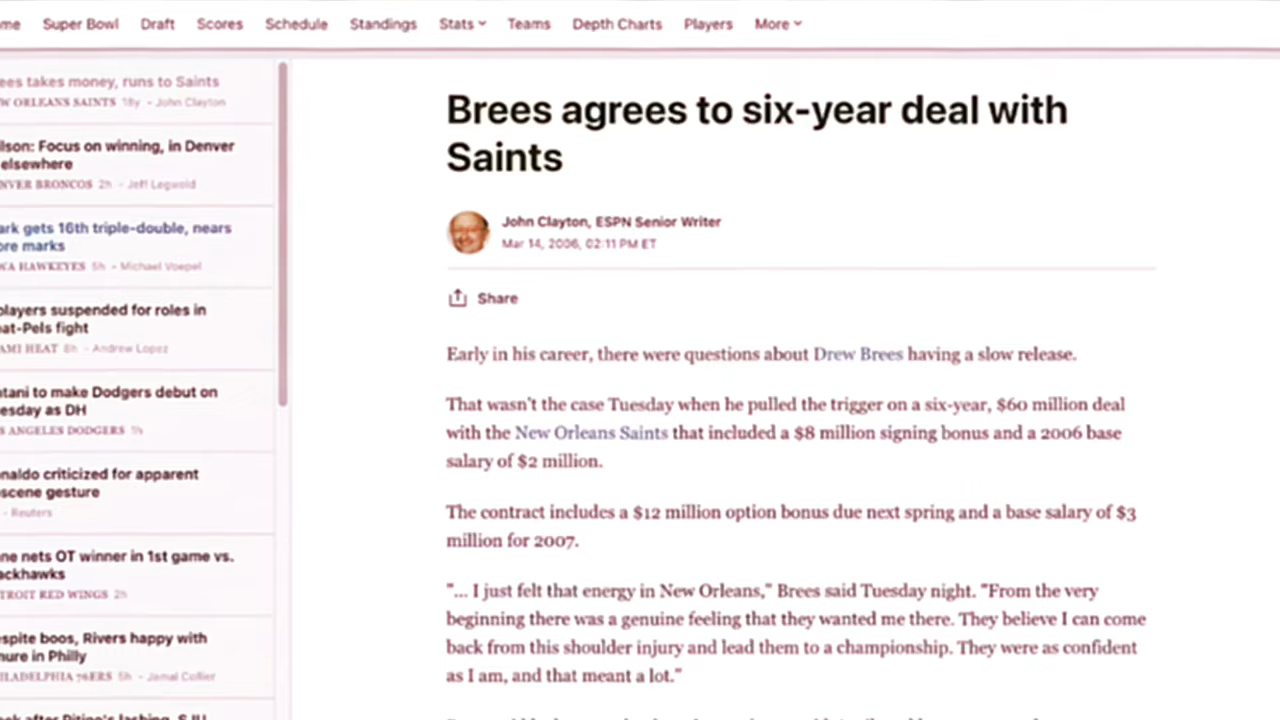 Super Bowl Draft Scores Schedule Standings Stats Teams Depth Charts Players More
takes money, runs to Saints
ORLEANS SAINTS 18y - John Clayton
Focus on winning, in Denver
elsewhere
BRONCOS 2h - Jeff Legwold
gets 16th triple-double, nears
marks
HAWKEYES 5h - Michael Voepel
players suspended for roles in
fight
HEAT 8h - Andrew Lopez
to make Dodgers debut on
as DH
ANGELES DODGERS 1h
criticized for apparent
gesture
- Reuters
nets OT winner in 1st game vs.
RED WINGS 2h
boos, Rivers happy with
in Philly
76ERS 5h - Jamal Collier
Brees agrees to six-year deal with
Saints
John Clayton, ESPN Senior Writer
Mar 14, 2006, 02:11 PM ET
Share
Early in his career, there were questions about Drew Brees having a slow release.
That wasn't the case Tuesday when he pulled the trigger on a six-year, $60 million deal
with the New Orleans Saints that included a $8 million signing bonus and a 2006 base
salary of $2 million.
The contract includes a $12 million option bonus due next spring and a base salary of $3
million for 2007.
"... I just felt that energy in New Orleans," Brees said Tuesday night. "From the very
beginning there was a genuine feeling that they wanted me there. They believe I can come
back from this shoulder injury and lead them to a championship. They were as confident
as I am, and that meant a lot."